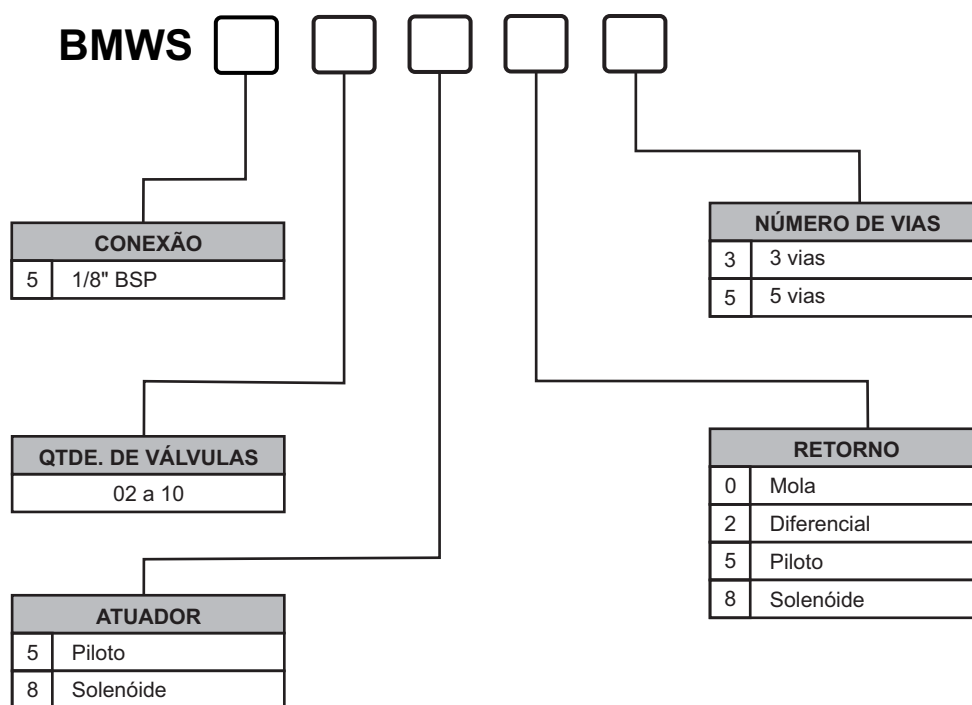 BMWS
CONEXÃO
5 1/8" BSP
QTDE. DE VÁLVULAS
02 a 10
ATUADOR
5 Piloto
8 Solenóide
NÚMERO DE VIAS
3 3 vias
5 5 vias
RETORNO
0 Mola
2 Diferencial
5 Piloto
8 Solenóide